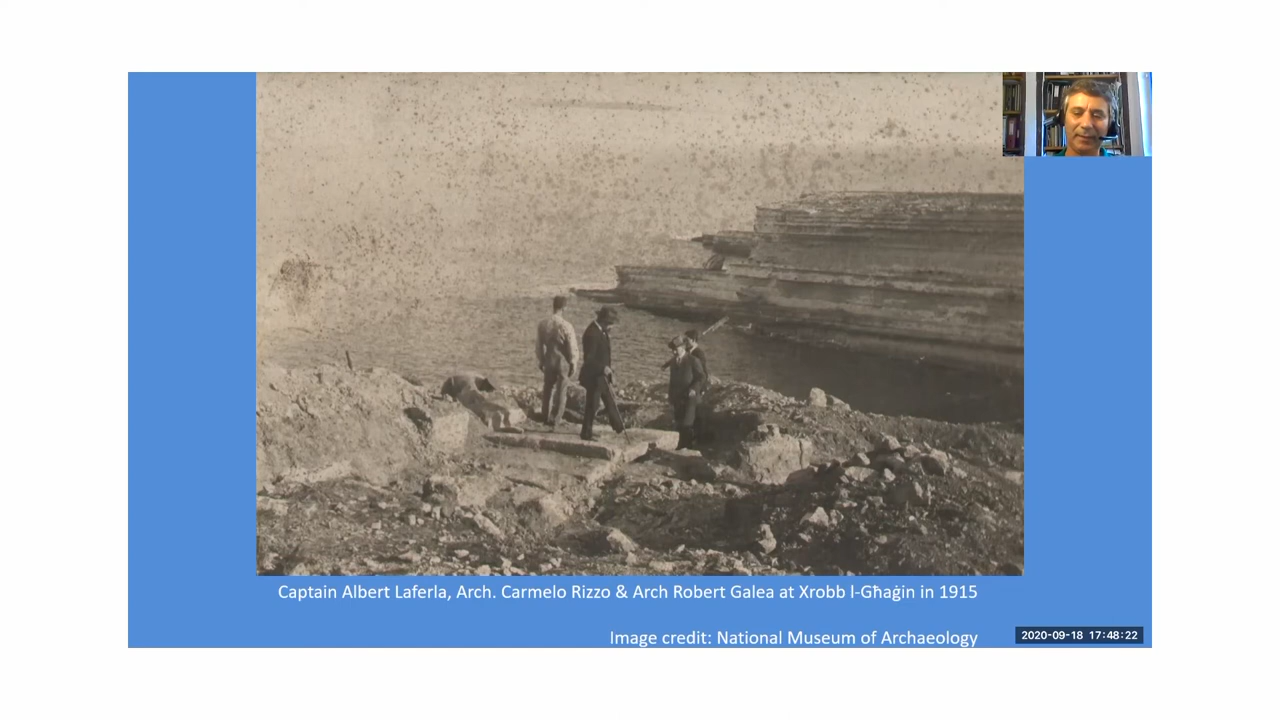 Captain Albert Laferla, Arch. Carmelo Rizzo & Arch Robert Galea at Xrobb l-Għaġin in 1915
Image credit: National Museum of Archaeology
2020-09-18 17:48:22